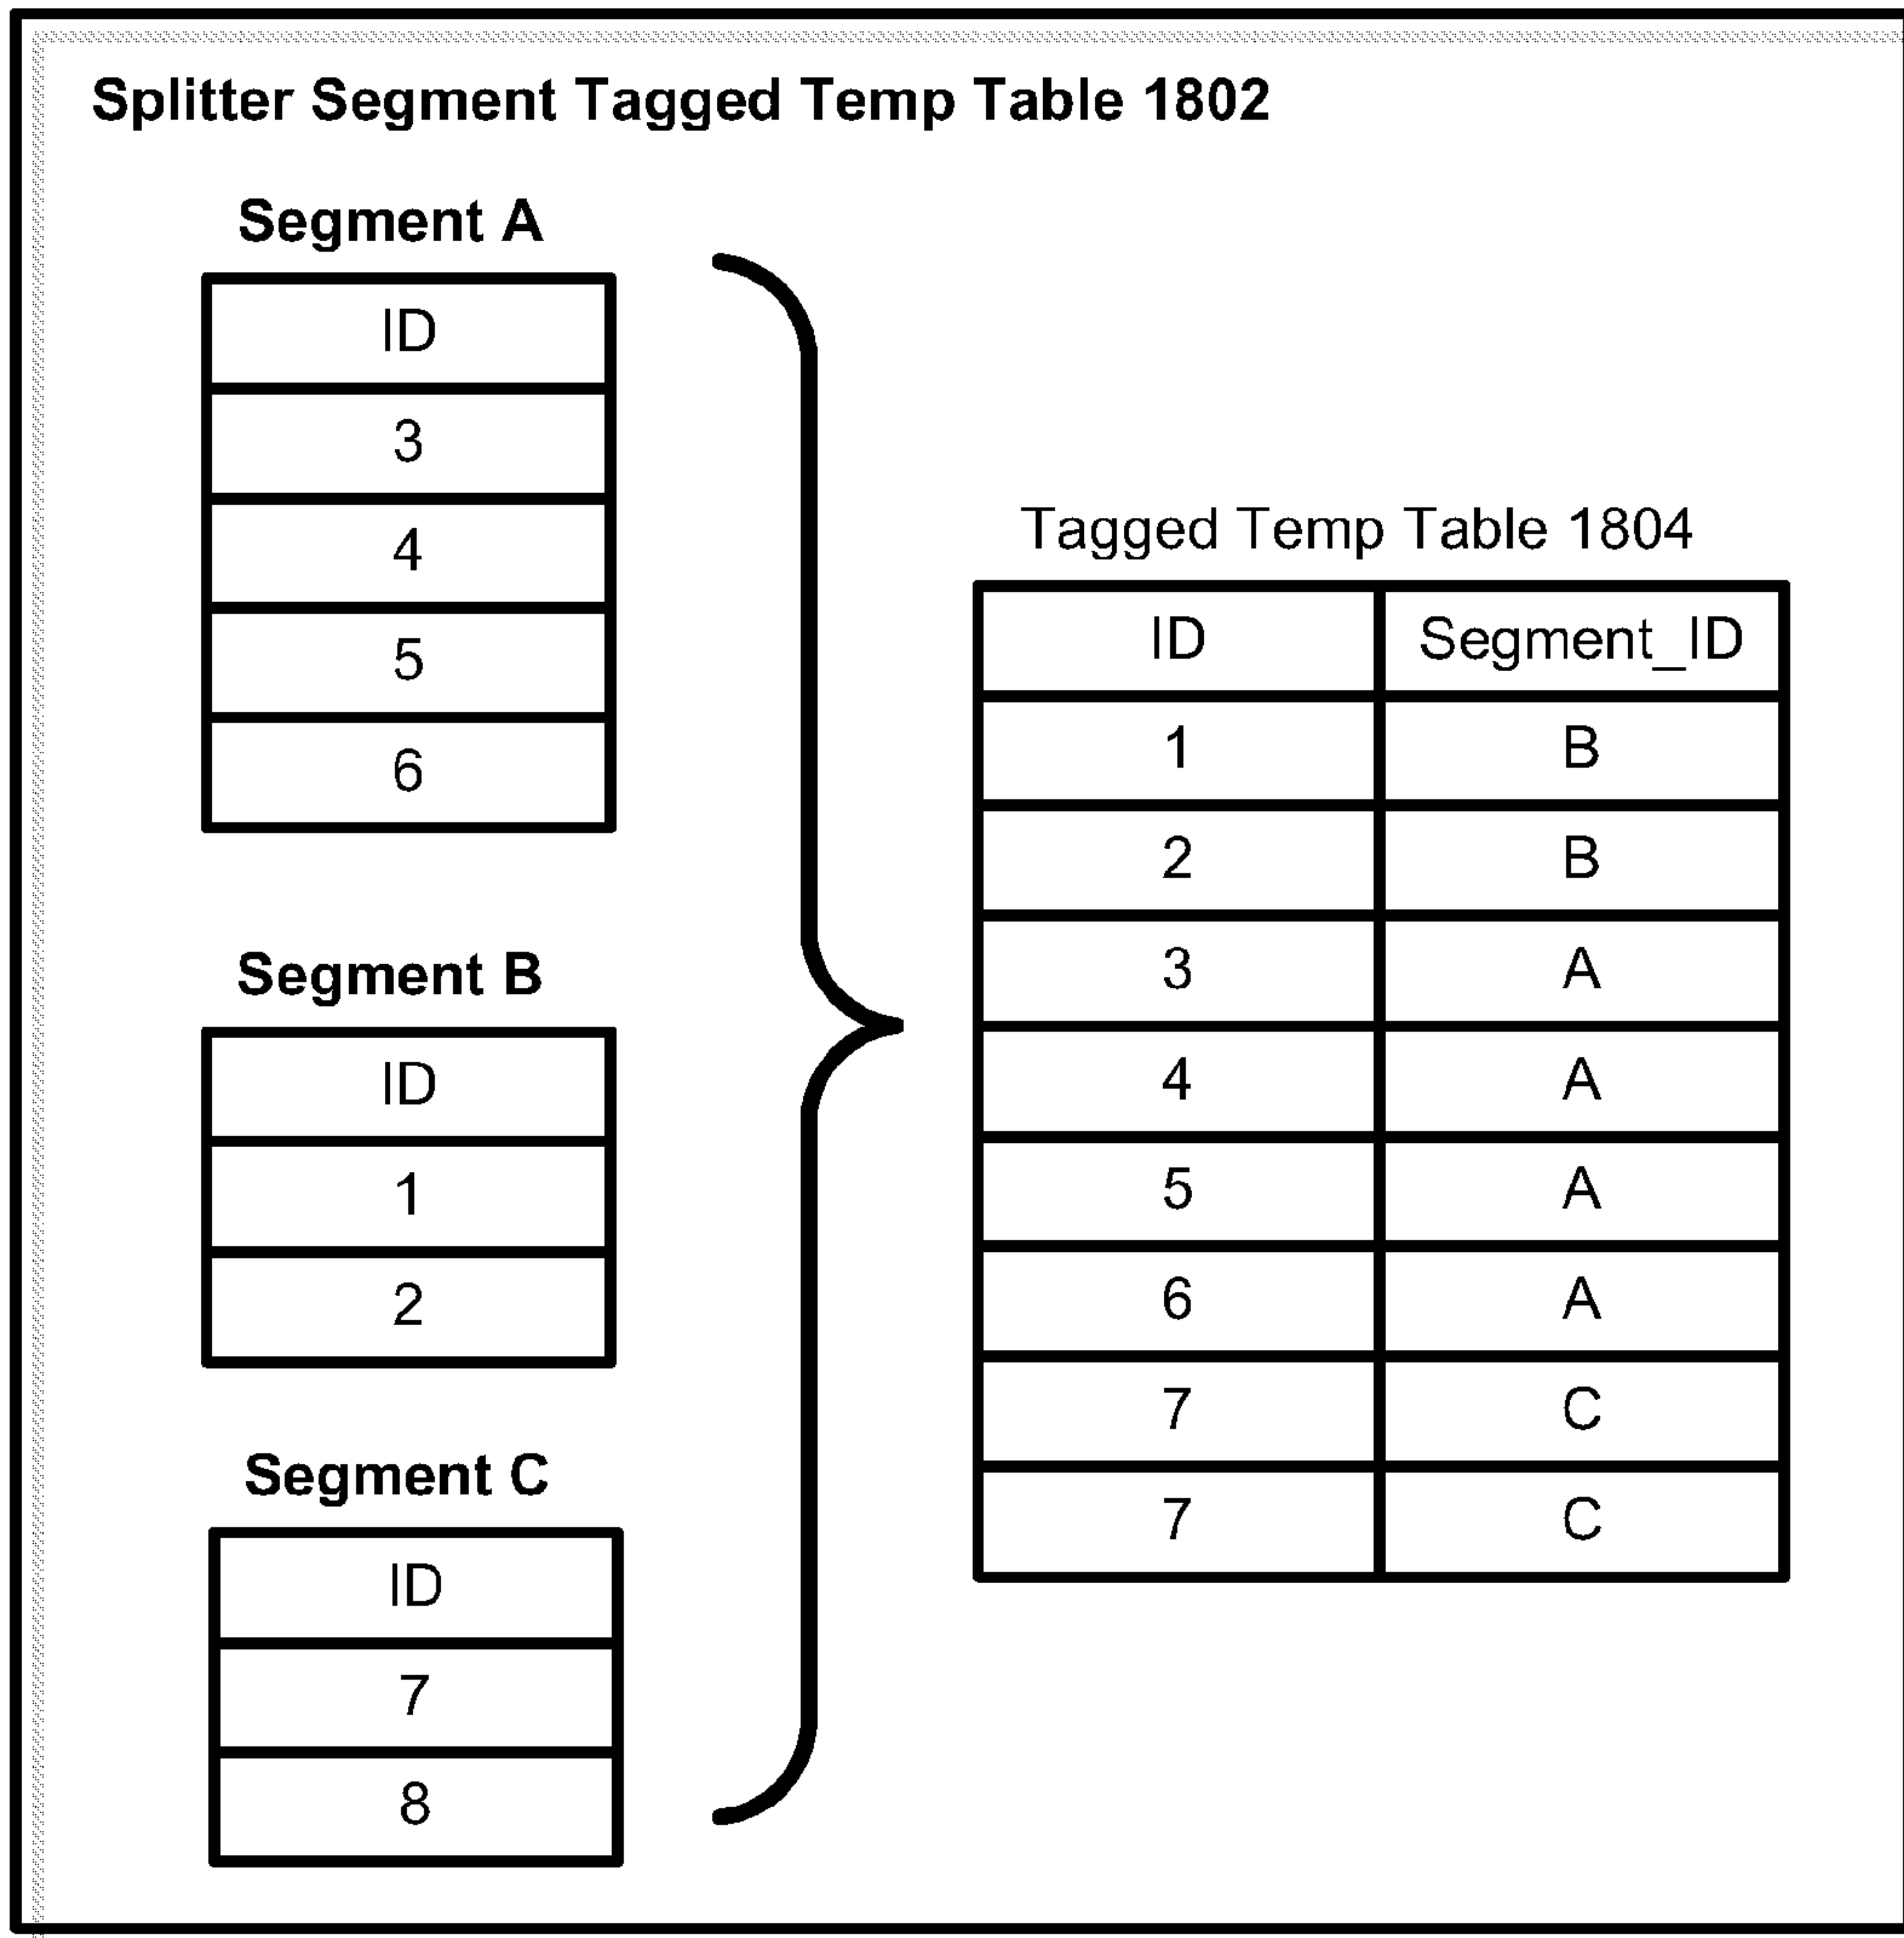 Splitter Segment Tagged Temp Table 1802
Segment A
ID
3
4
5
6
Segment B
ID
1
2
Segment C
ID
7
8
Tagged Temp Table 1804
ID Segment_ID
1 B
2 B
3 A
4 A
5 A
6 A
7 C
7 C